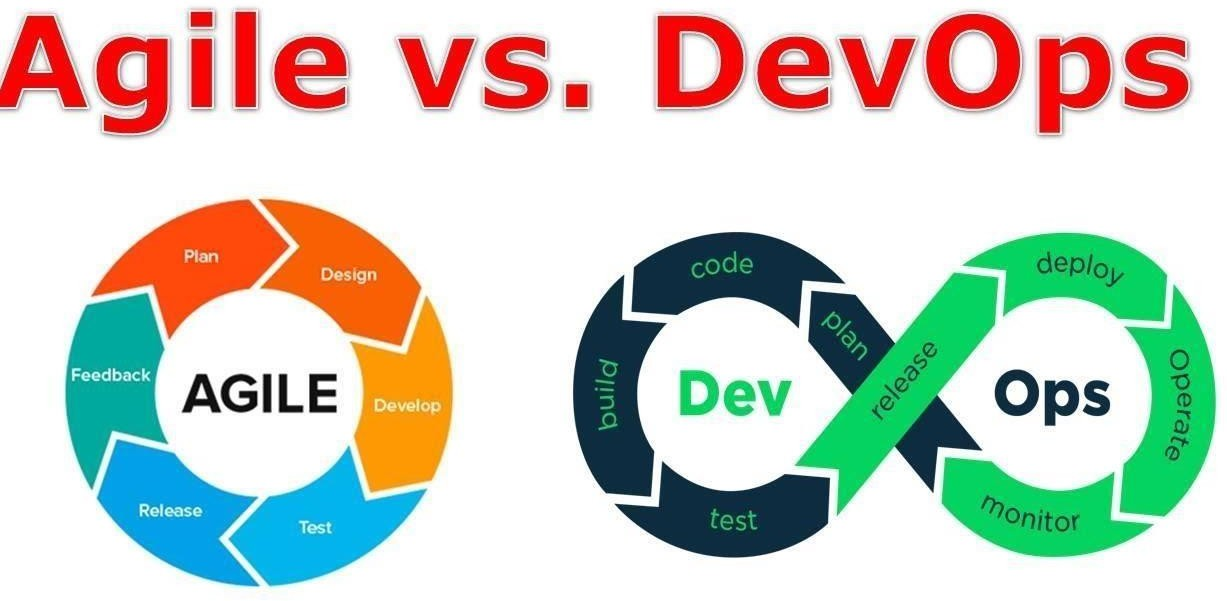 Agile vs. DevOps
Plan
Design
Develop
Test
Release
Feedback
AGILE
code
plan
build
test
Dev
release
deploy
Operate
monitor
Ops